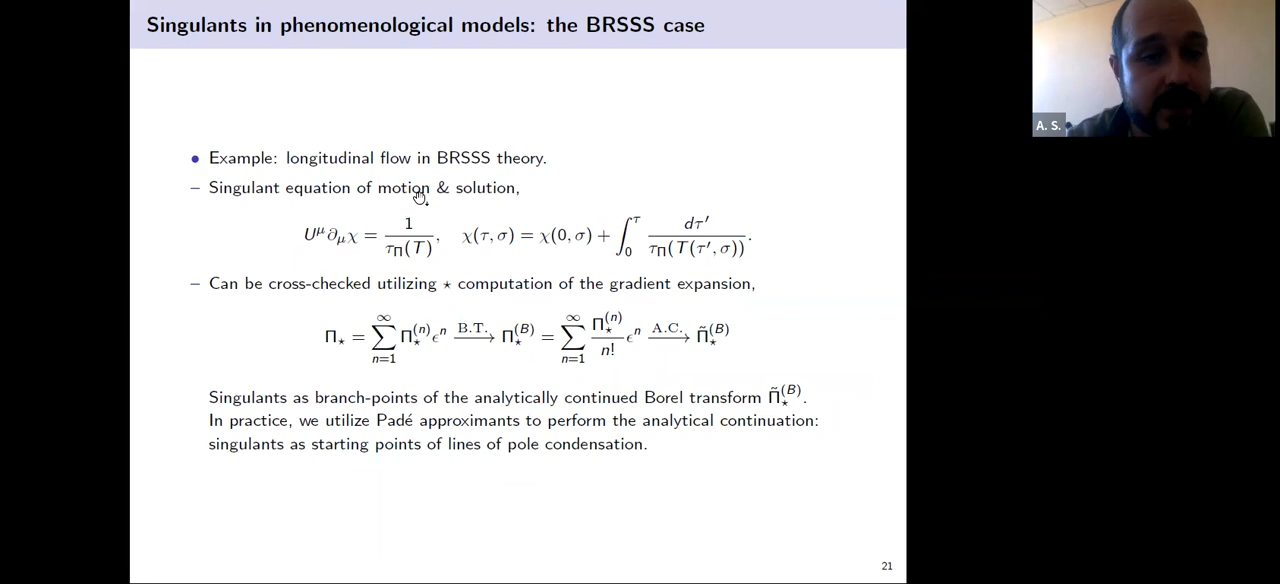 Singulants in phenomenological models: the BRSSS case
• Example: longitudinal flow in BRSSS theory.
– Singulant equation of motion & solution,
U^μ ∂_μ χ = 1/τ_Π(T), χ(τ, σ) = χ(0, σ) + ∫_0^τ dτ′/τ_Π(T(τ′, σ)).
– Can be cross-checked utilizing ⋆ computation of the gradient expansion,
Π_⋆ = ∑_{n=1}^∞ Π_⋆^(n) ϵ^n —B.T.→ Π_⋆^(B) = ∑_{n=1}^∞ Π_⋆^(n)/n! ϵ^n —A.C.→ Π̃_⋆^(B)
Singulants as branch-points of the analytically continued Borel transform Π̃_⋆^(B).
In practice, we utilize Padé approximants to perform the analytical continuation:
singulants as starting points of lines of pole condensation.
21
A. S.